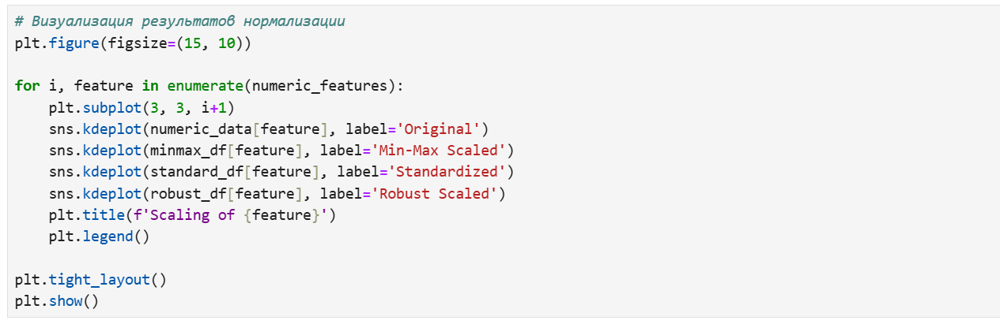 # Визуализация результатов нормализации
plt.figure(figsize=(15, 10))

for i, feature in enumerate(numeric_features):
    plt.subplot(3, 3, i+1)
    sns.kdeplot(numeric_data[feature], label='Original')
    sns.kdeplot(minmax_df[feature], label='Min-Max Scaled')
    sns.kdeplot(standard_df[feature], label='Standardized')
    sns.kdeplot(robust_df[feature], label='Robust Scaled')
    plt.title(f'Scaling of {feature}')
    plt.legend()

plt.tight_layout()
plt.show()